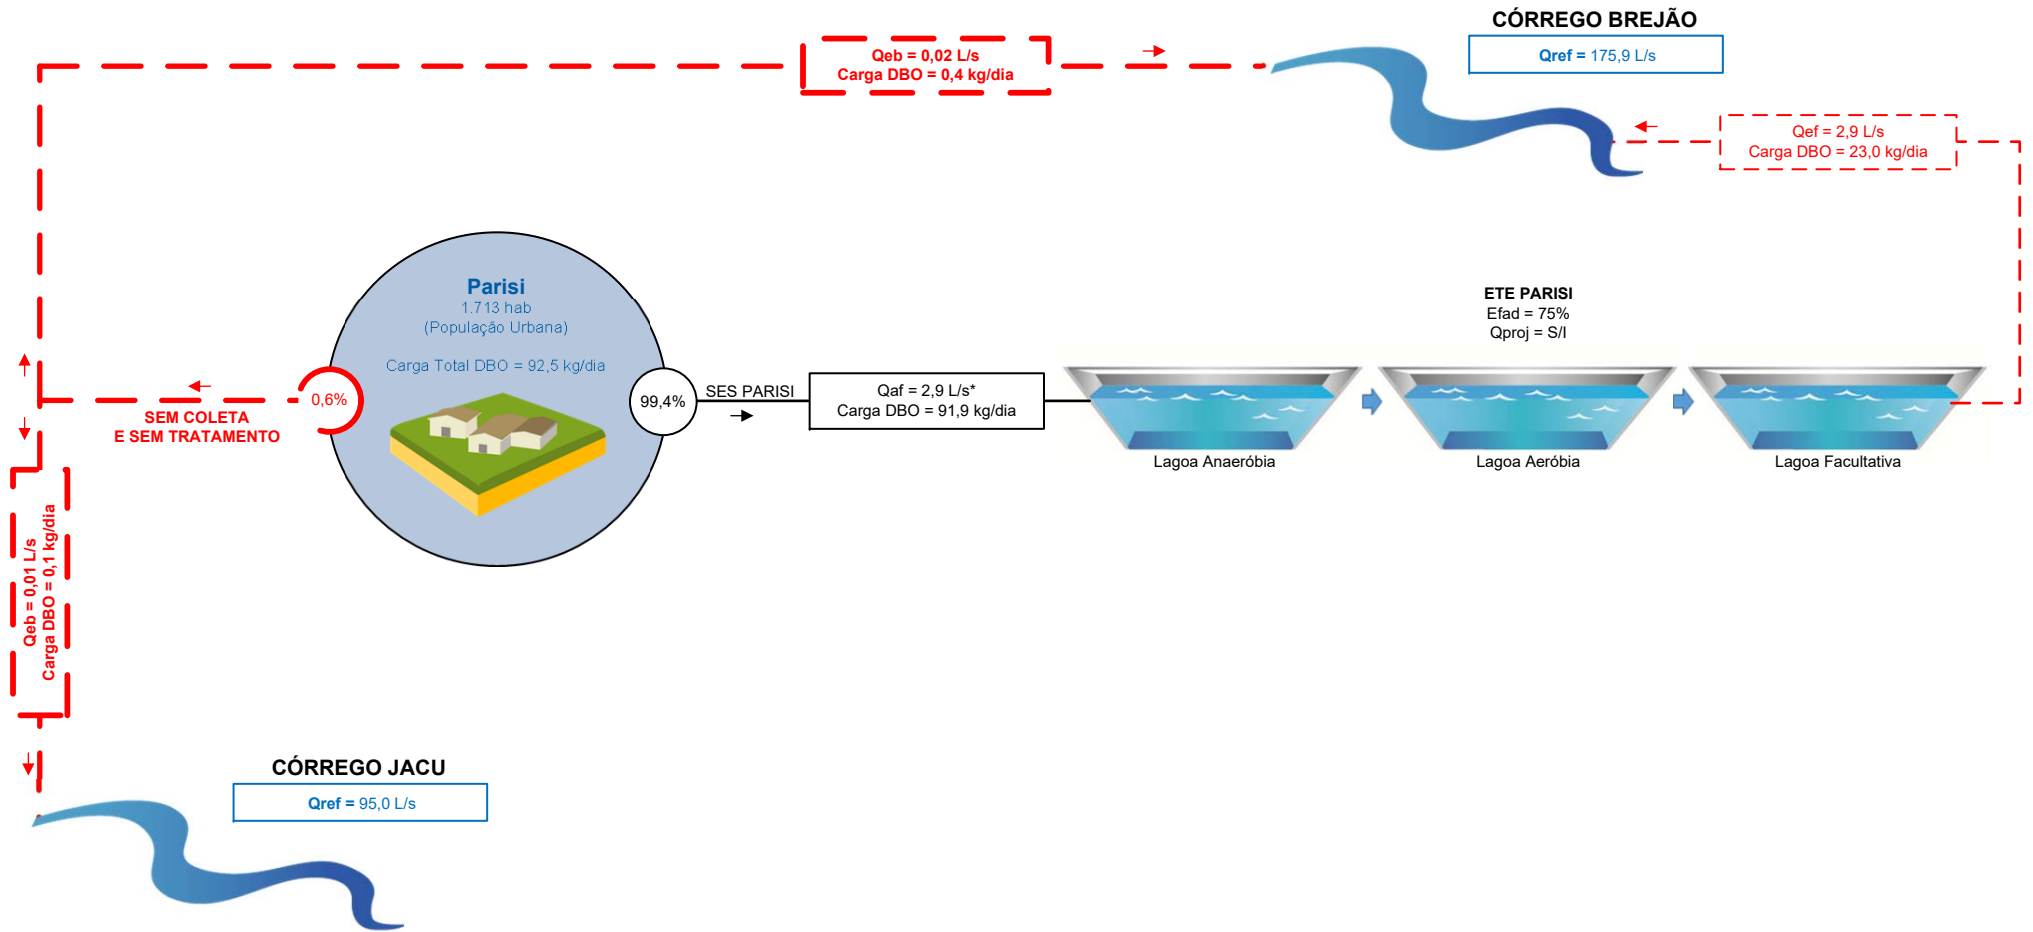 CÓRREGO BREJÃO
Qref = 175,9 L/s
Qeb = 0,02 L/s
Carga DBO = 0,4 kg/dia
Qef = 2,9 L/s
Carga DBO = 23,0 kg/dia
Parisi
1.713 hab
(População Urbana)
Carga Total DBO = 92,5 kg/dia
ETE PARISI
Efad = 75%
Qproj = S/I
0,6%
99,4%
SES PARISI
Qaf = 2,9 L/s*
Carga DBO = 91,9 kg/dia
SEM COLETA
E SEM TRATAMENTO
Lagoa Anaeróbia
Lagoa Aeróbia
Lagoa Facultativa
Qeb = 0,01 L/s
Carga DBO = 0,1 kg/dia
CÓRREGO JACU
Qref = 95,0 L/s